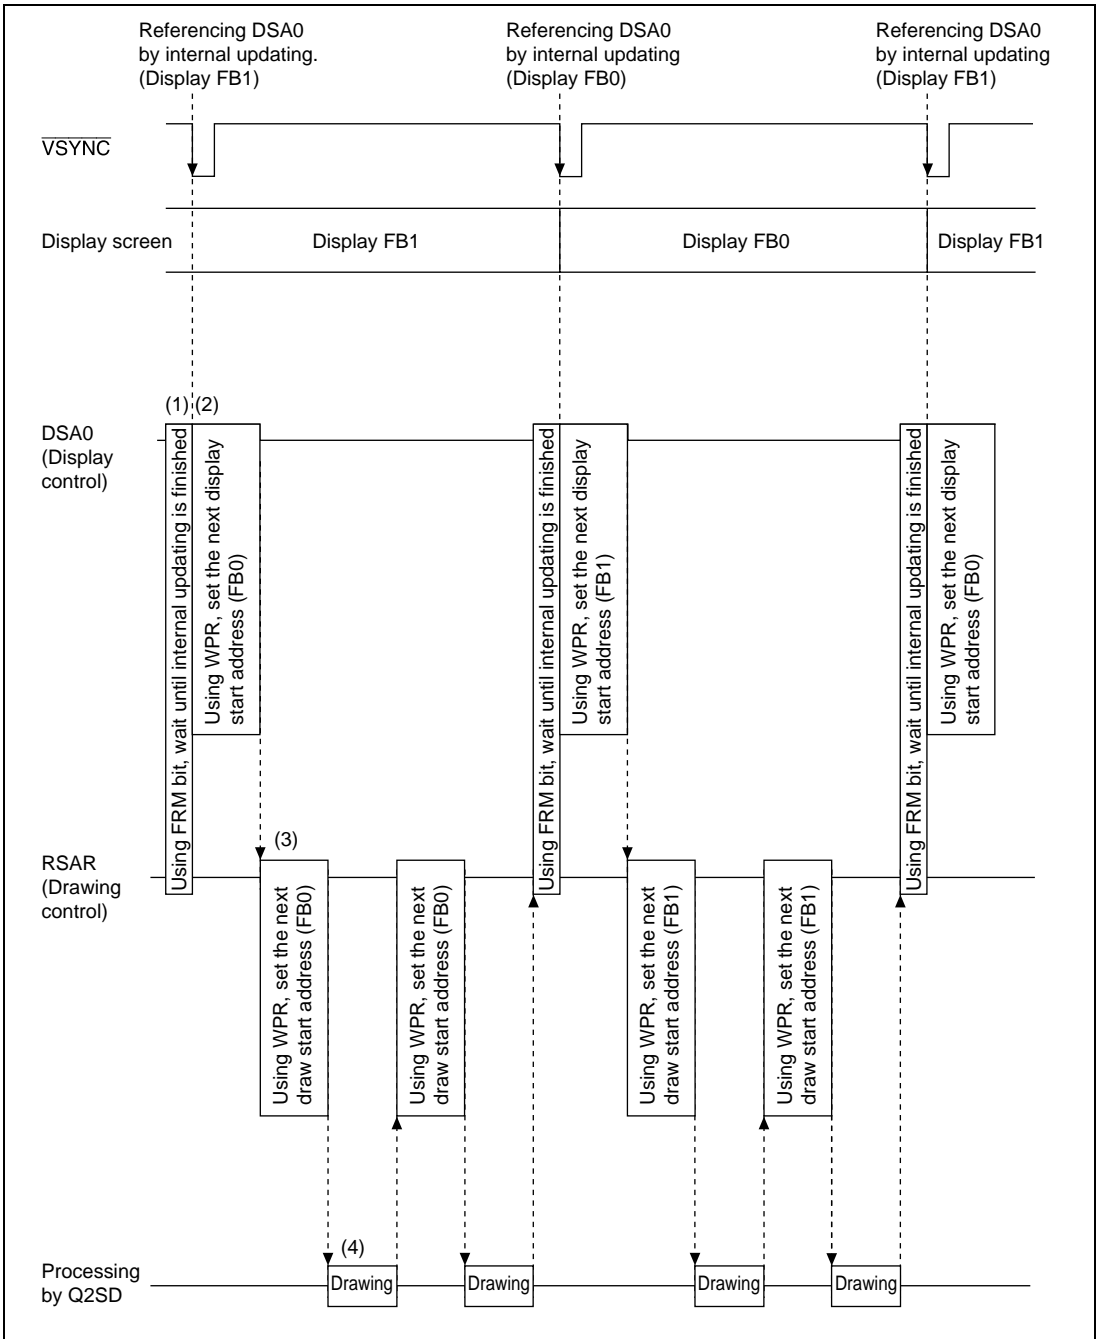 Referencing DSA0
by internal updating.
(Display FB1)
Referencing DSA0
by internal updating
(Display FB0)
Referencing DSA0
by internal updating
(Display FB1)
VSYNC
Display screen
Display FB1
Display FB0
Display FB1
(1)
(2)
DSA0
(Display
control)
Using FRM bit, wait until internal updating is finished
Using WPR, set the next display
start address (FB0)
Using FRM bit, wait until internal updating is finished
Using WPR, set the next display
start address (FB1)
Using FRM bit, wait until internal updating is finished
Using WPR, set the next display
start address (FB0)
(3)
RSAR
(Drawing
control)
Using WPR, set the next
draw start address (FB0)
Using WPR, set the next
draw start address (FB0)
Using WPR, set the next
draw start address (FB1)
Using WPR, set the next
draw start address (FB1)
(4)
Processing
by Q2SD
Drawing
Drawing
Drawing
Drawing